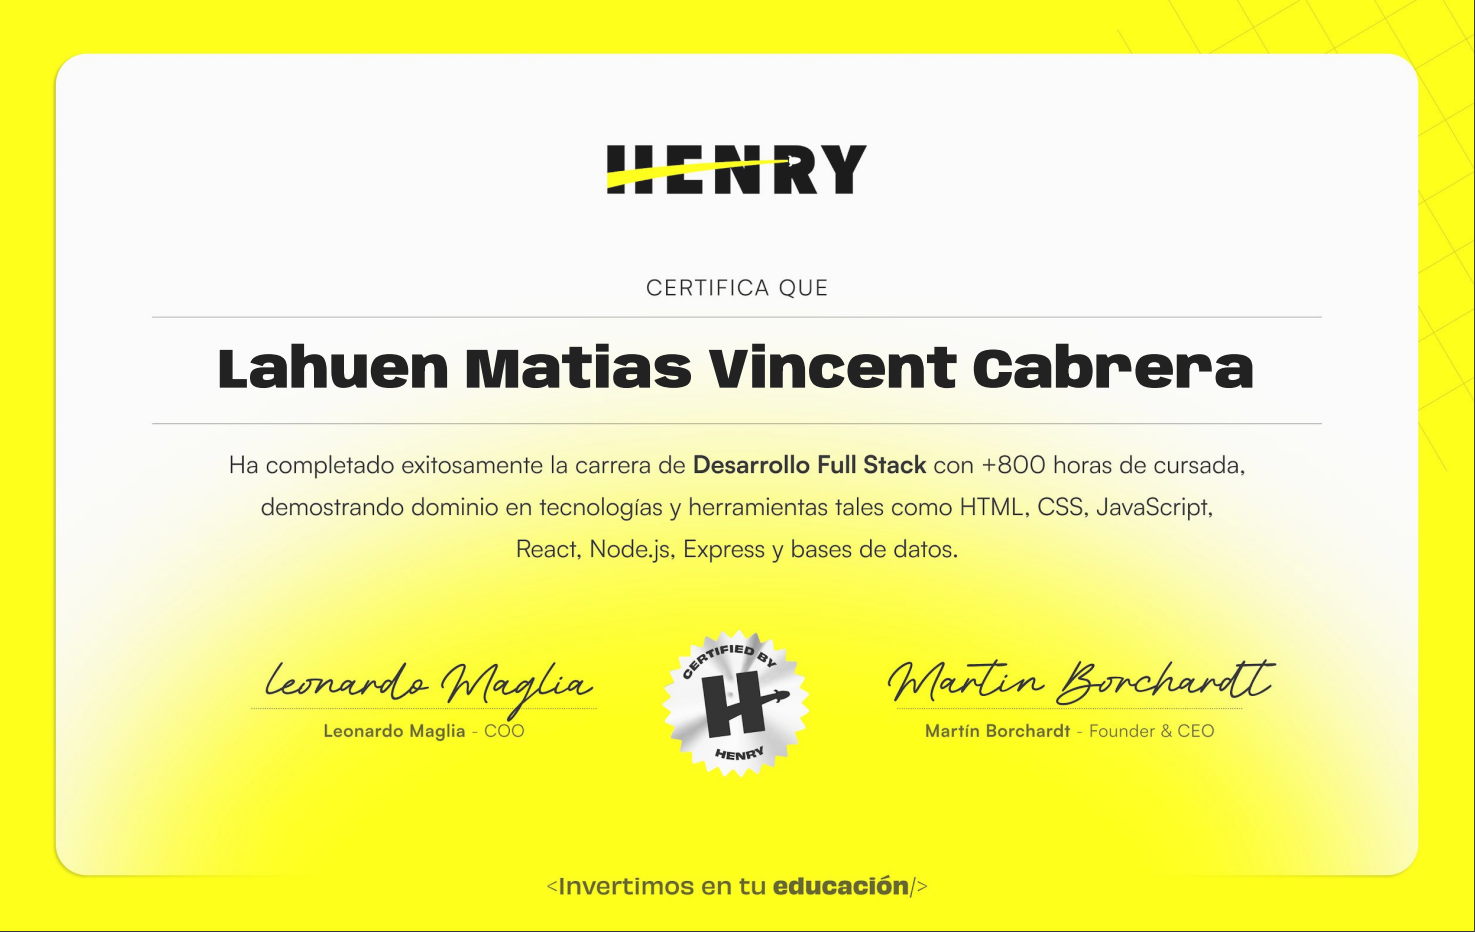 HENRY
CERTIFICA QUE
Lahuen Matias Vincent Cabrera
Ha completado exitosamente la carrera de Desarrollo Full Stack con +800 horas de cursada,
demostrando dominio en tecnologías y herramientas tales como HTML, CSS, JavaScript,
React, Node.js, Express y bases de datos.
Leonardo Maglia
Leonardo Maglia - COO
CERTIFIED BY
H
HENRY
Martin Borchardt
Martín Borchardt - Founder & CEO
<Invertimos en tu educación/>